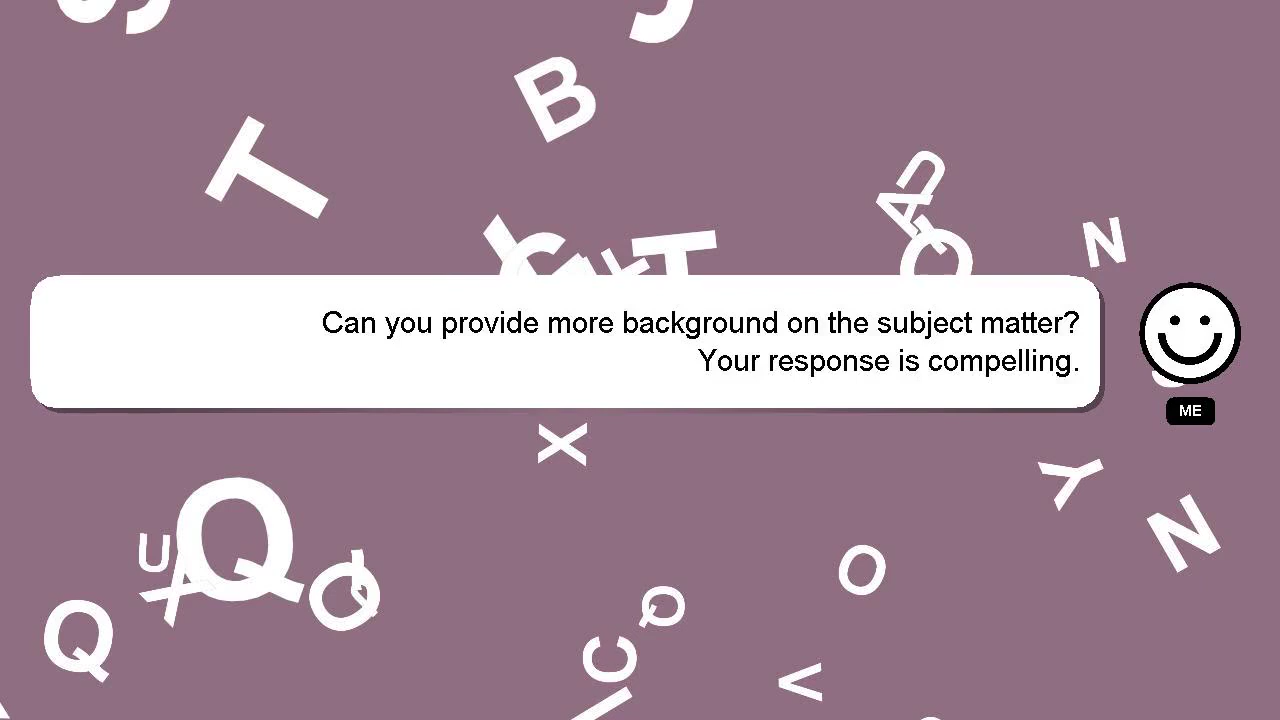 Can you provide more background on the subject matter?
Your response is compelling.
ME
B
T
U
A
N
T
X
Y
N
Q
U
X
Q
Q
O
Q
C
V